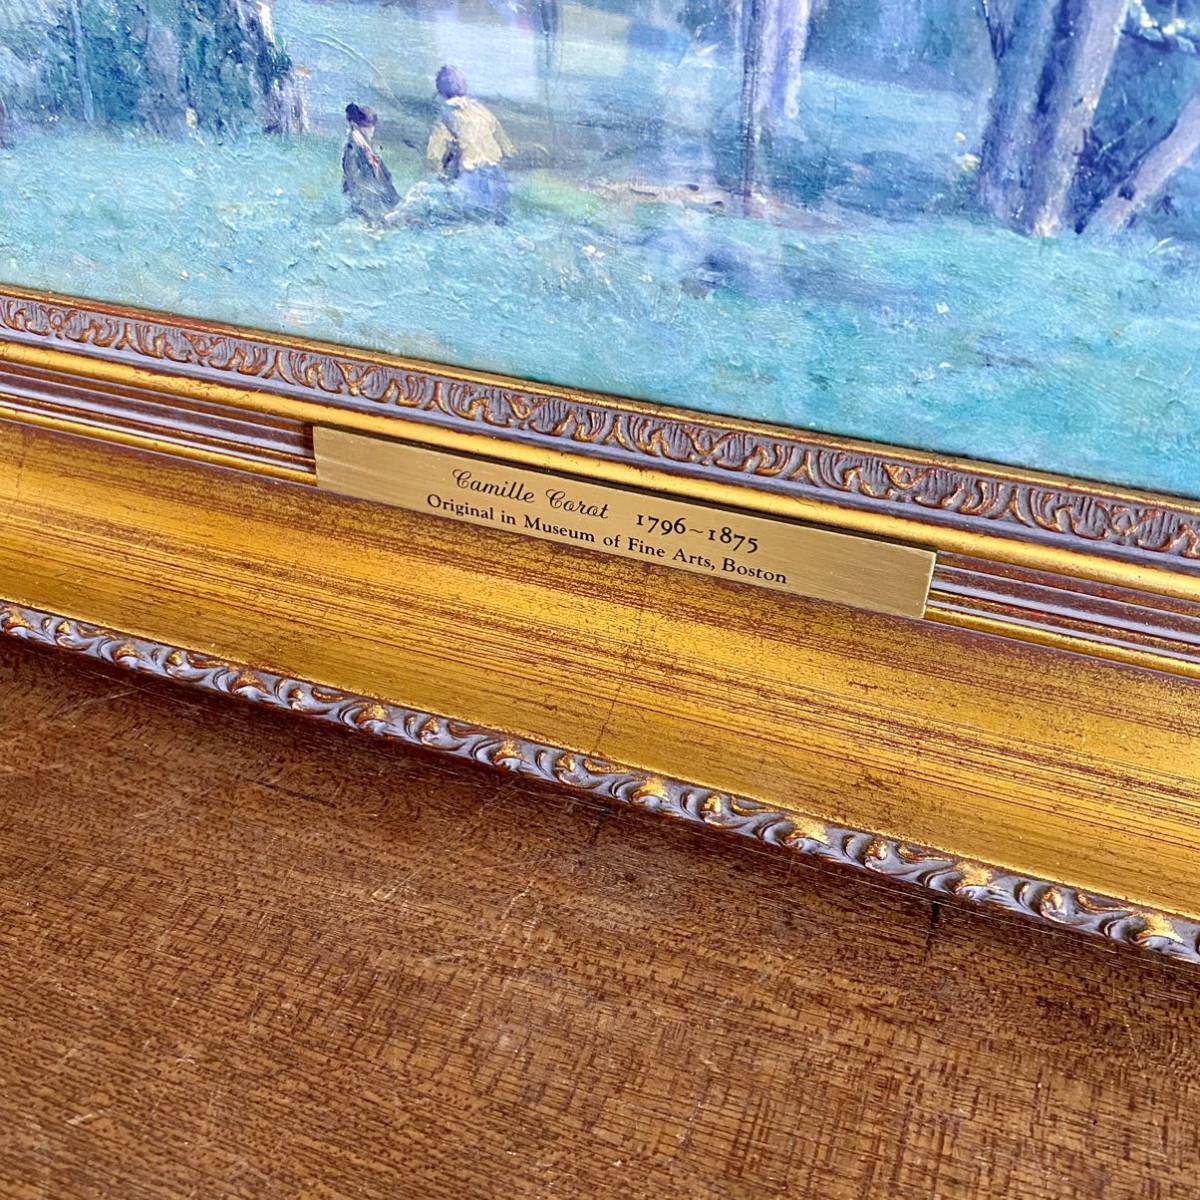 Camille Corot 1796~1875
Original in Museum of Fine Arts, Boston